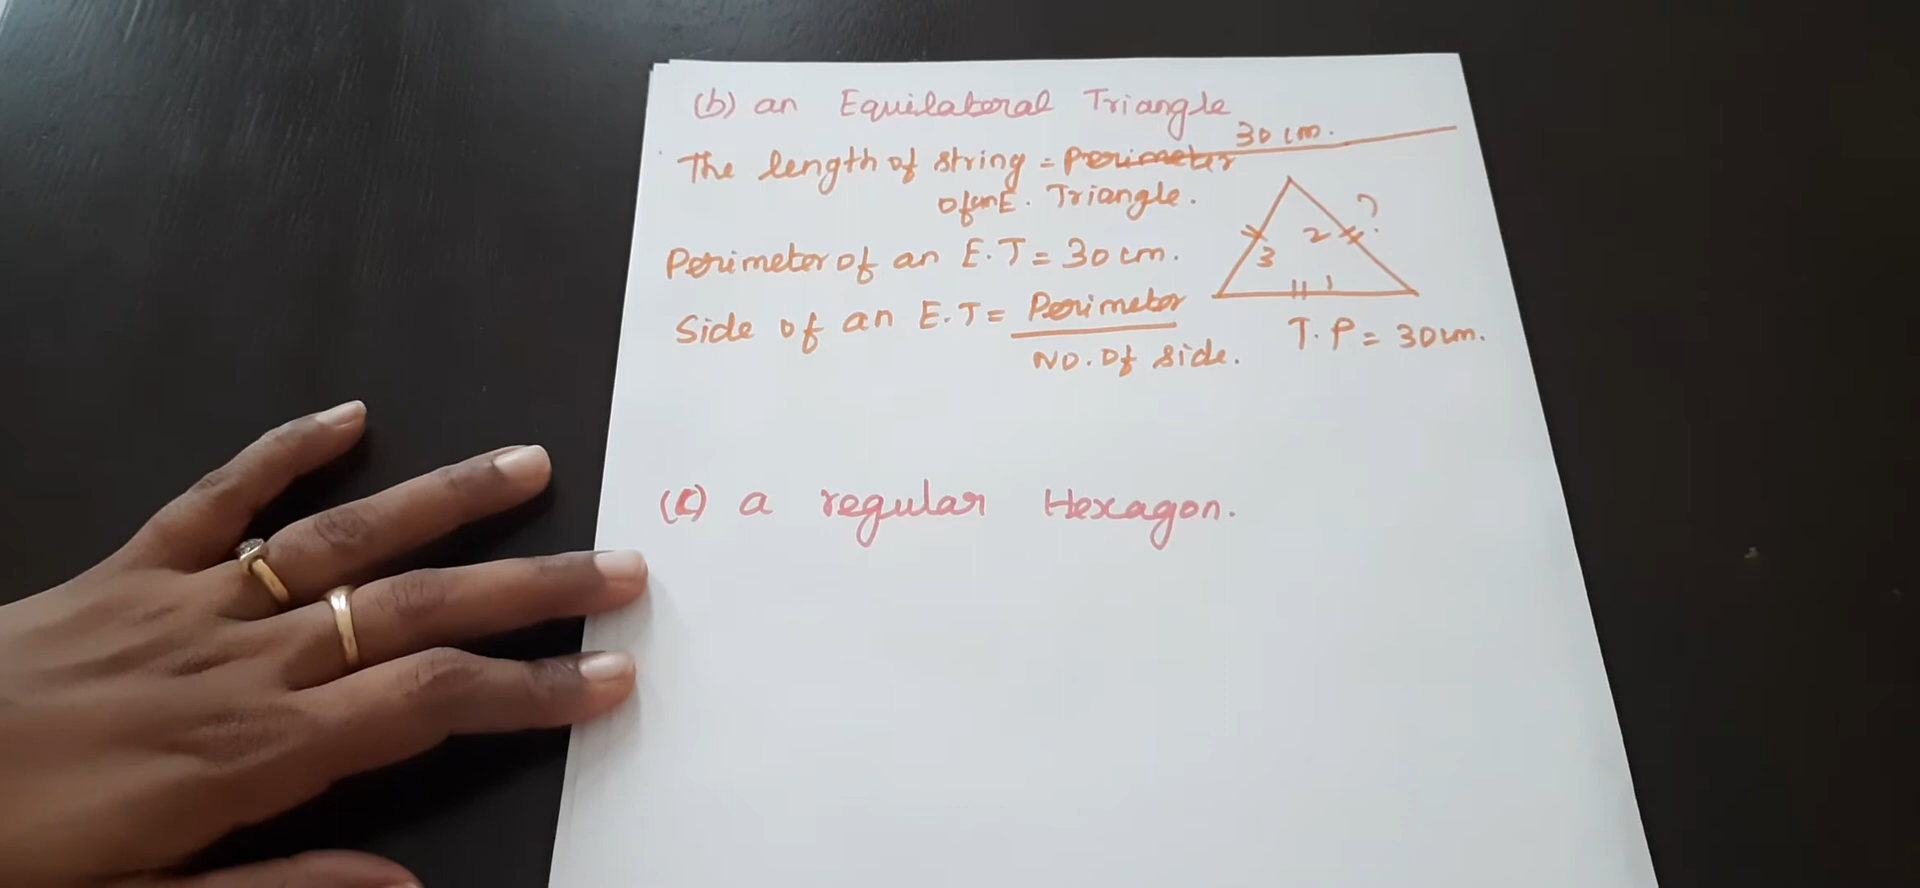 (b) an Equilateral Triangle
30 cm.
The length of string = Perimeter
of an E. Triangle.
Perimeter of an E.T = 30 cm.
Side of an E.T = Perimeter
No. Of side.
3 2 ?
1
T.P = 30 cm.
(c) a regular Hexagon.